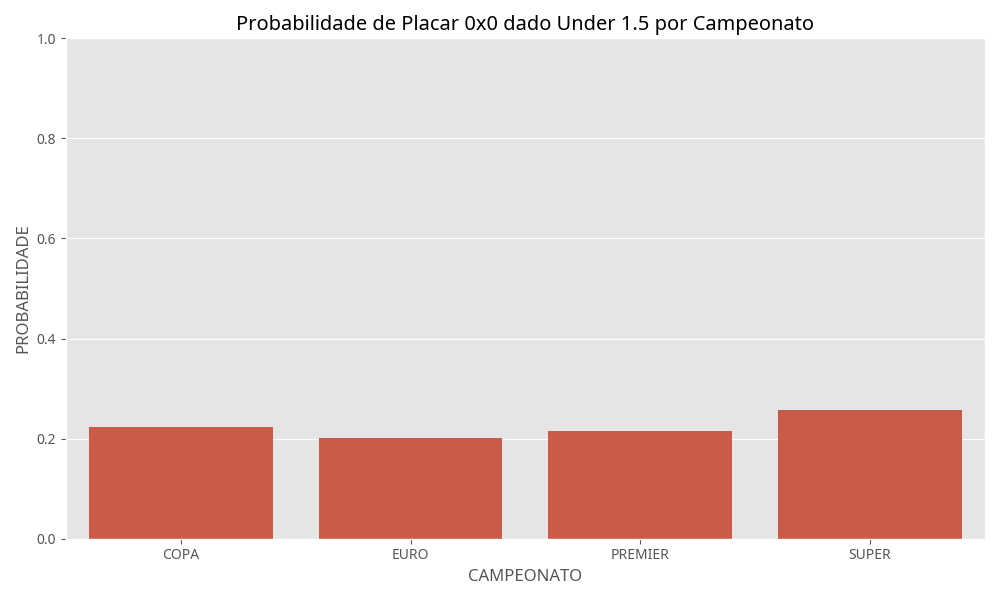 Probabilidade de Placar 0x0 dado Under 1.5 por Campeonato
1.0
0.8
0.6
0.4
0.2
0.0
PROBABILIDADE
COPA EURO PREMIER SUPER
CAMPEONATO